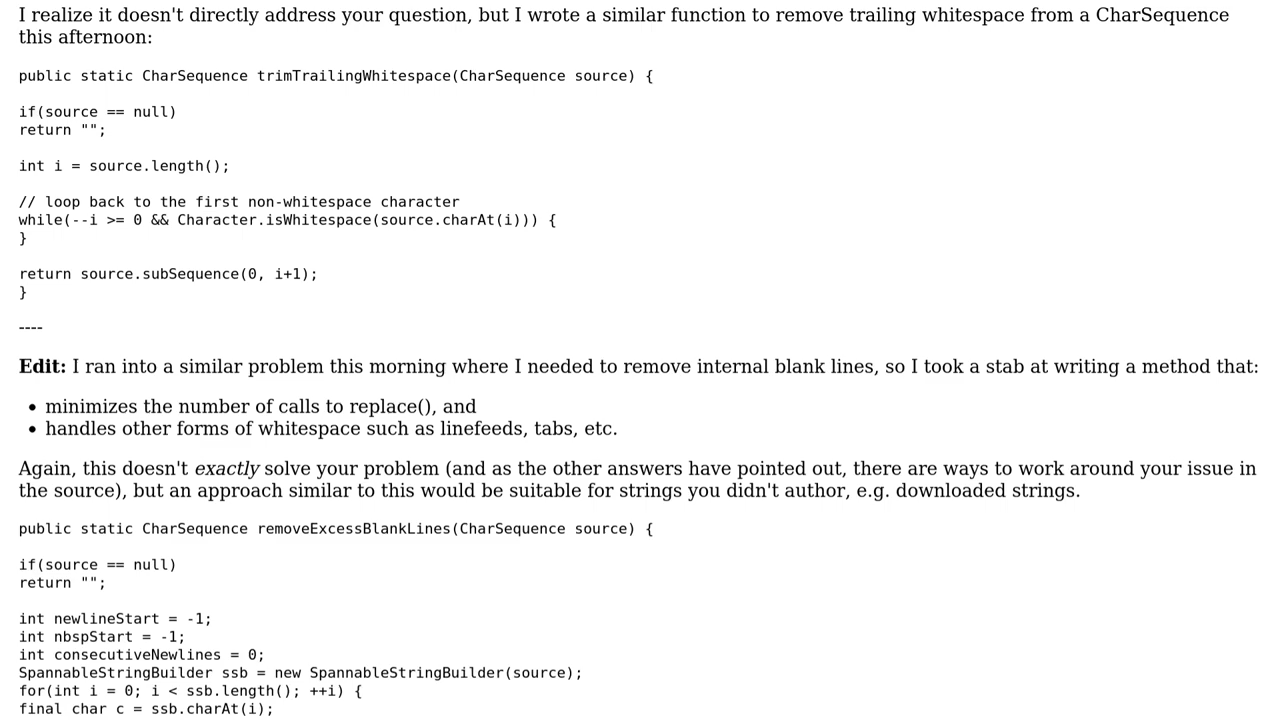 I realize it doesn't directly address your question, but I wrote a similar function to remove trailing whitespace from a CharSequence
this afternoon:
public static CharSequence trimTrailingWhitespace(CharSequence source) {
if(source == null)
return "";
int i = source.length();
// loop back to the first non-whitespace character
while(--i >= 0 && Character.isWhitespace(source.charAt(i))) {
}
return source.subSequence(0, i+1);
}
----
Edit: I ran into a similar problem this morning where I needed to remove internal blank lines, so I took a stab at writing a method that:
• minimizes the number of calls to replace(), and
• handles other forms of whitespace such as linefeeds, tabs, etc.
Again, this doesn't exactly solve your problem (and as the other answers have pointed out, there are ways to work around your issue in
the source), but an approach similar to this would be suitable for strings you didn't author, e.g. downloaded strings.
public static CharSequence removeExcessBlankLines(CharSequence source) {
if(source == null)
return "";
int newlineStart = -1;
int nbspStart = -1;
int consecutiveNewlines = 0;
SpannableStringBuilder ssb = new SpannableStringBuilder(source);
for(int i = 0; i < ssb.length(); ++i) {
final char c = ssb.charAt(i);